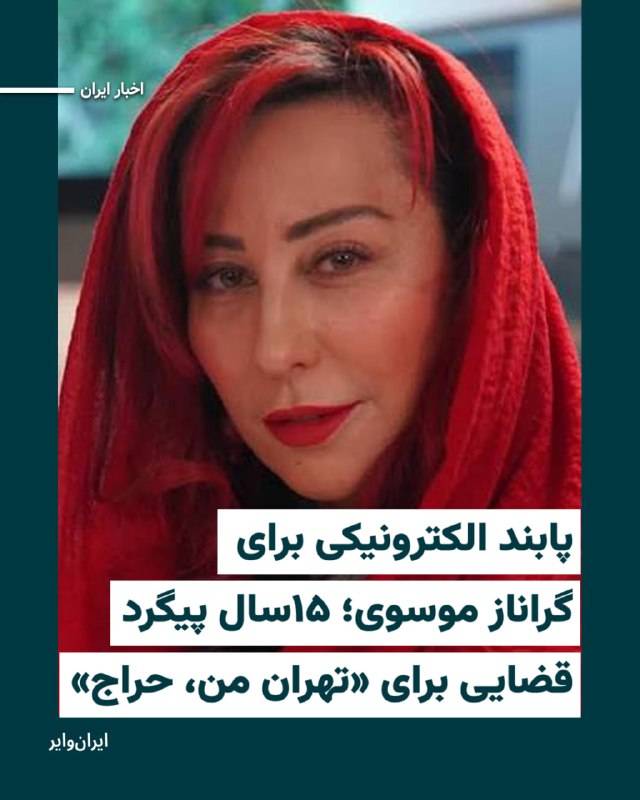 اخبار ایران
پابند الکترونیکی برای
گراناز موسوی؛ ۱۵سال پیگرد
قضایی برای «تهران من، حراج»
ایران‌وایر